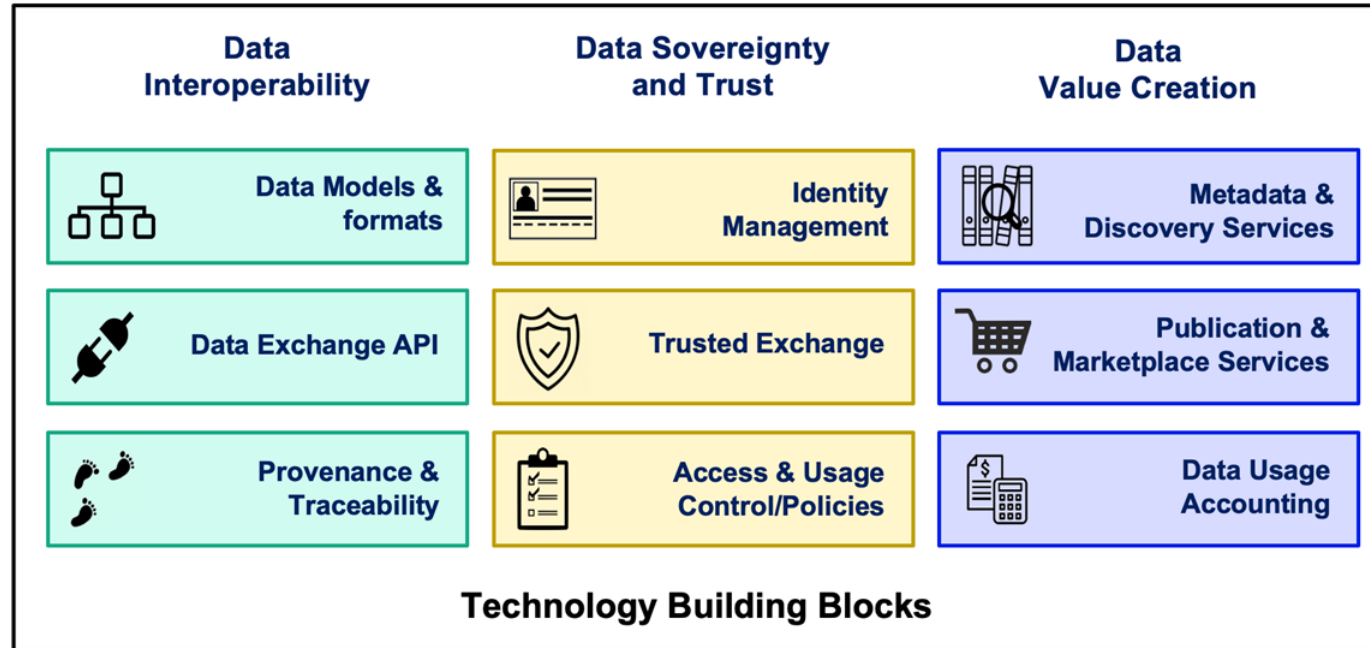 Data
Interoperability
Data Sovereignty
and Trust
Data
Value Creation
Data Models &
formats
Identity
Management
Metadata &
Discovery Services
Data Exchange API
Trusted Exchange
Publication &
Marketplace Services
Provenance &
Traceability
Access & Usage
Control/Policies
$
Data Usage
Accounting
Technology Building Blocks